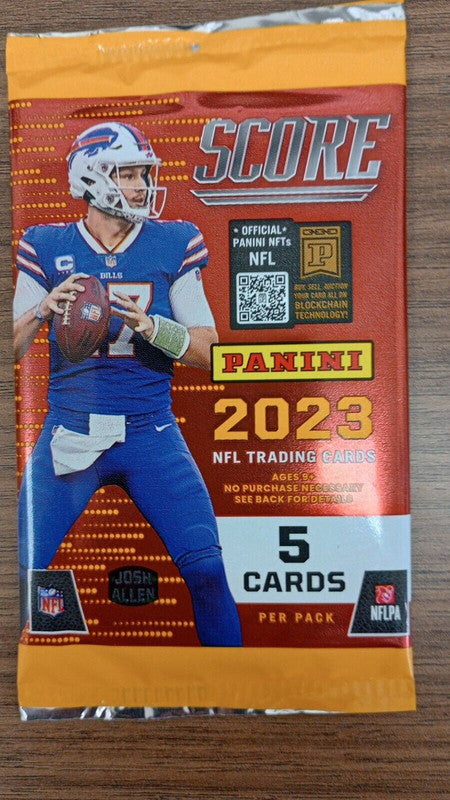 SCORE
• OFFICIAL •
PANINI NFTs
NFL
P
BUY, SELL, AUCTION
YOUR CARD ALL ON
BLOCKCHAIN
TECHNOLOGY!
BILLS
C
17
PANINI
2023
NFL TRADING CARDS
AGES 9+
NO PURCHASE NECESSARY
SEE BACK FOR DETAILS
5
CARDS
PER PACK
JOSH
ALLEN
NFL
NFLPA